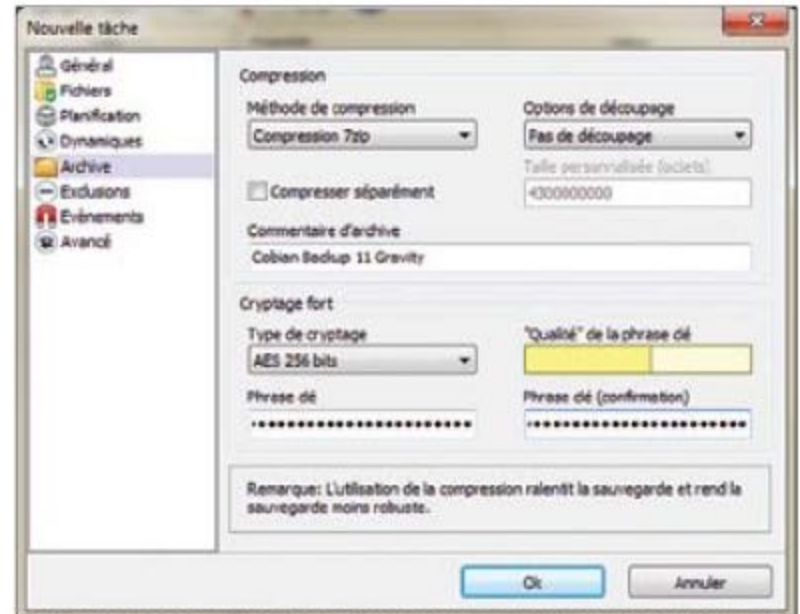 Nouvelle tâche
Général
Fichiers
Planification
Dynamiques
Archive
Exclusions
Evènements
Avancé
Compression
Méthode de compression
Options de découpage
Compression 7zip
Pas de découpage
Taille personnalisée (octets)
Compresser séparément
4300000000
Commentaire d'archive
Cobian Backup 11 Gravity
Cryptage fort
Type de cryptage
"Qualité" de la phrase clé
AES 256 bits
Phrase clé
Phrase clé (confirmation)
Remarque: L'utilisation de la compression ralentit la sauvegarde et rend la
sauvegarde moins robuste.
Ok
Annuler